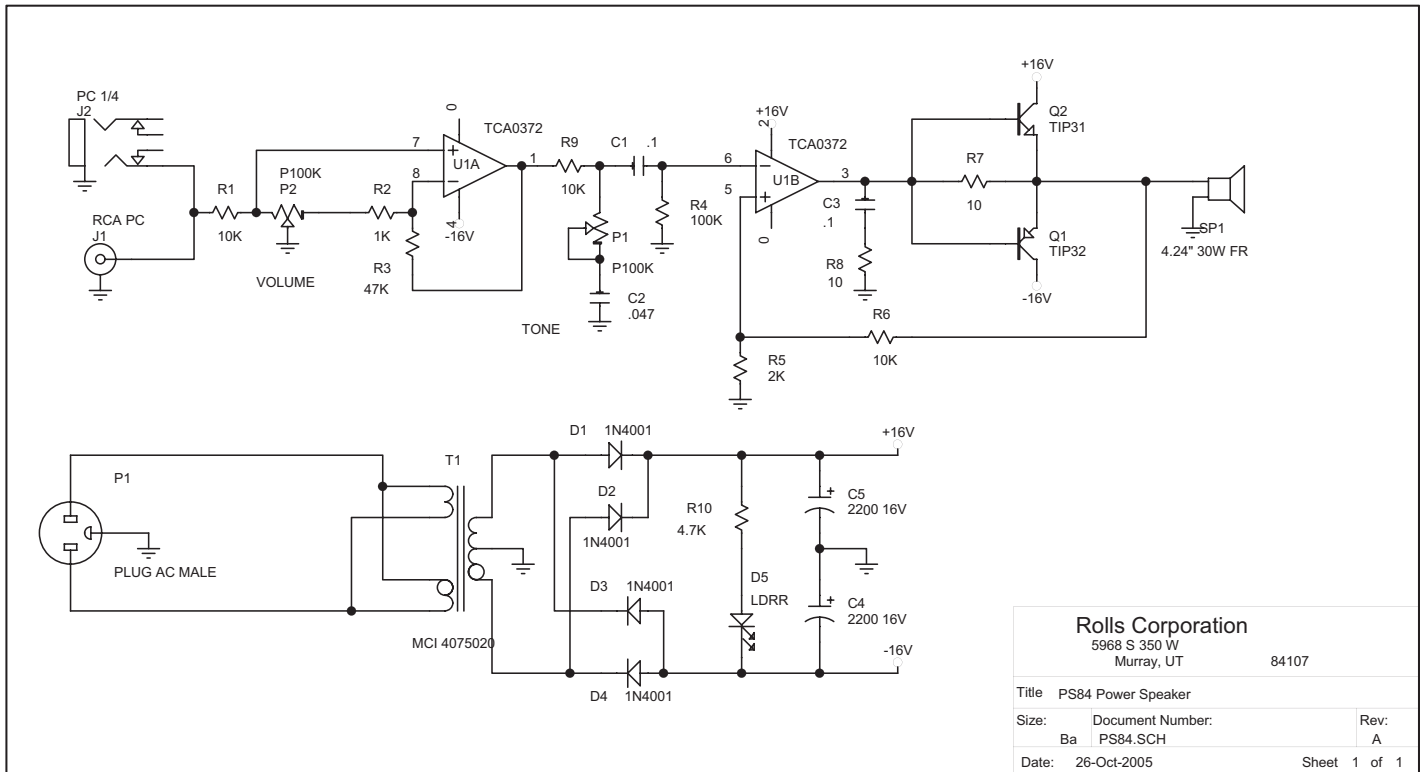 PC 1/4
J2
RCA PC
J1
R1
10K
P100K
P2
VOLUME
R2
1K
R3
47K
0
TCA0372
7
+
U1A
8
−
4
-16V
1
R9
10K
C1
.1
P1
P100K
C2
.047
TONE
R4
100K
+16V
2
TCA0372
6
−
U1B
5
+
0
3
C3
.1
R8
10
R7
10
+16V
Q2
TIP31
Q1
TIP32
-16V
SP1
4.24" 30W FR
R6
10K
R5
2K
P1
PLUG AC MALE
T1
MCI 4075020
D1 1N4001
D2
1N4001
D3 1N4001
D4 1N4001
R10
4.7K
D5
LDRR
+16V
+
C5
2200 16V
+
C4
2200 16V
-16V
Rolls Corporation
5968 S 350 W
Murray, UT 84107
Title PS84 Power Speaker
Size: Document Number: Rev:
Ba PS84.SCH A
Date: 26-Oct-2005 Sheet 1 of 1